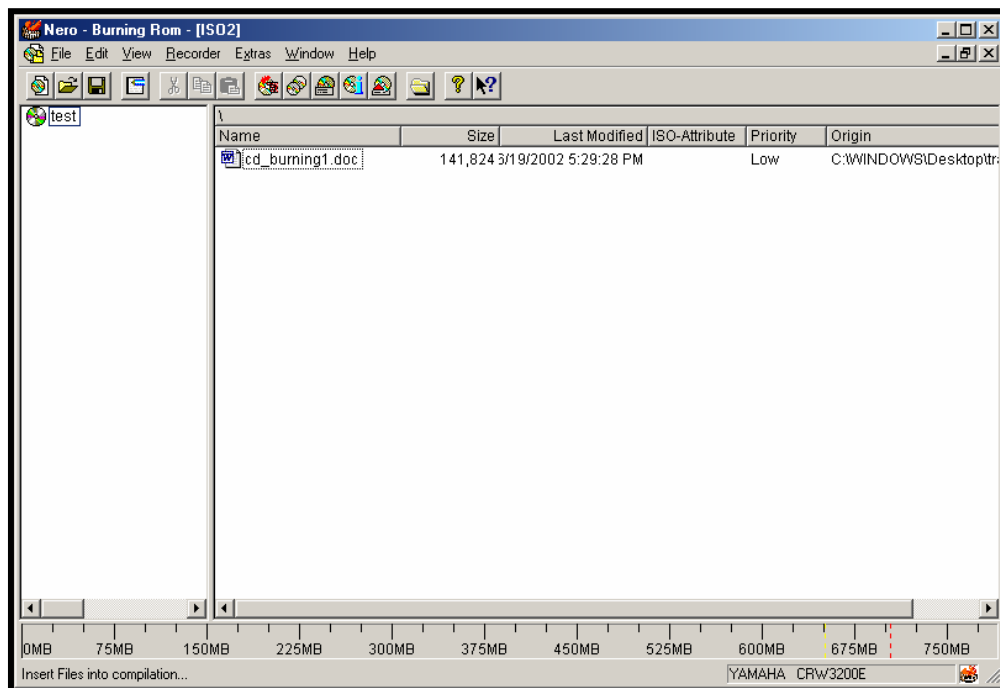 Nero - Burning Rom - [ISO2]
File Edit View Recorder Extras Window Help
test
\
Name Size Last Modified ISO-Attribute Priority Origin
cd_burning1.doc 141,824 6/19/2002 5:29:28 PM Low C:\WINDOWS\Desktop\tra
0MB 75MB 150MB 225MB 300MB 375MB 450MB 525MB 600MB 675MB 750MB
Insert Files into compilation... YAMAHA CRW3200E